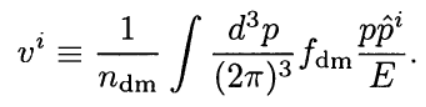 $$v^i \equiv \frac{1}{n_{\rm dm}} \int \frac{d^3p}{(2\pi)^3} f_{\rm dm} \frac{p\hat{p}^i}{E}.$$